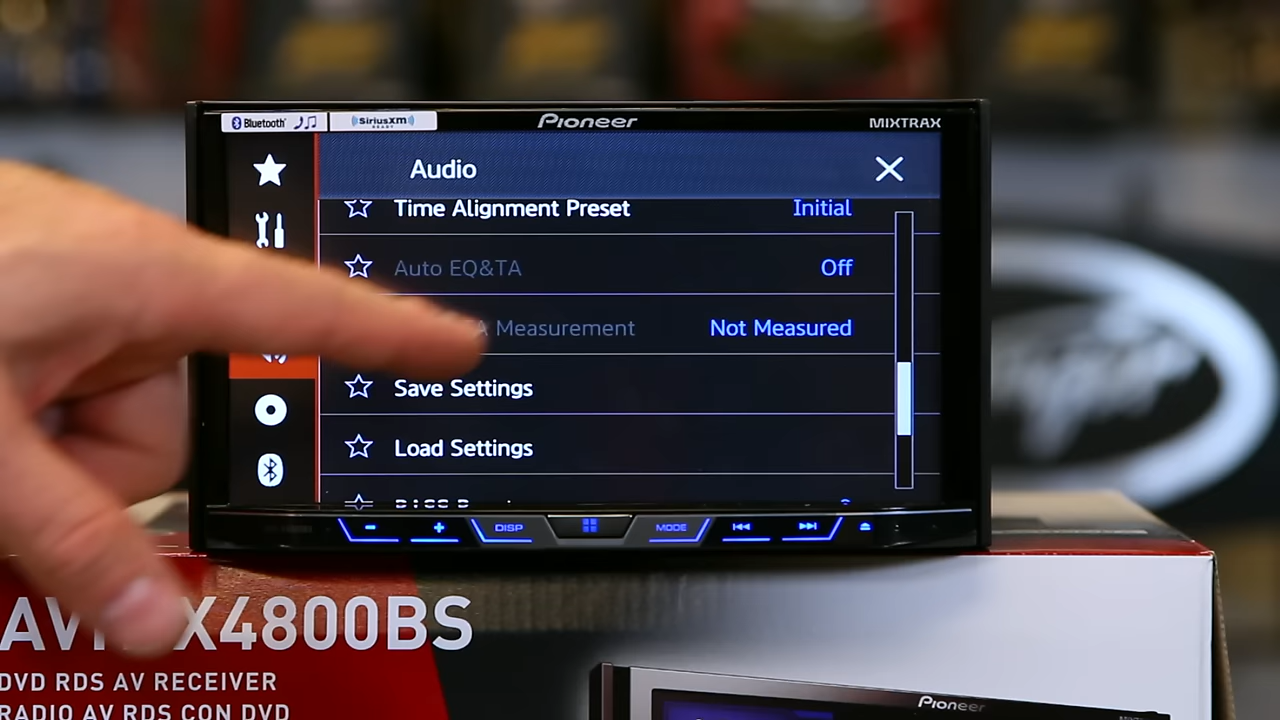 Bluetooth
SiriusXm
READY
Pioneer
MIXTRAX
Audio
Time Alignment Preset Initial
Auto EQ&TA Off
Measurement Not Measured
Save Settings
Load Settings
- + DISP MODE
X4800BS
DVD RDS AV RECEIVER
RADIO AV RDS CON DVD
Pioneer